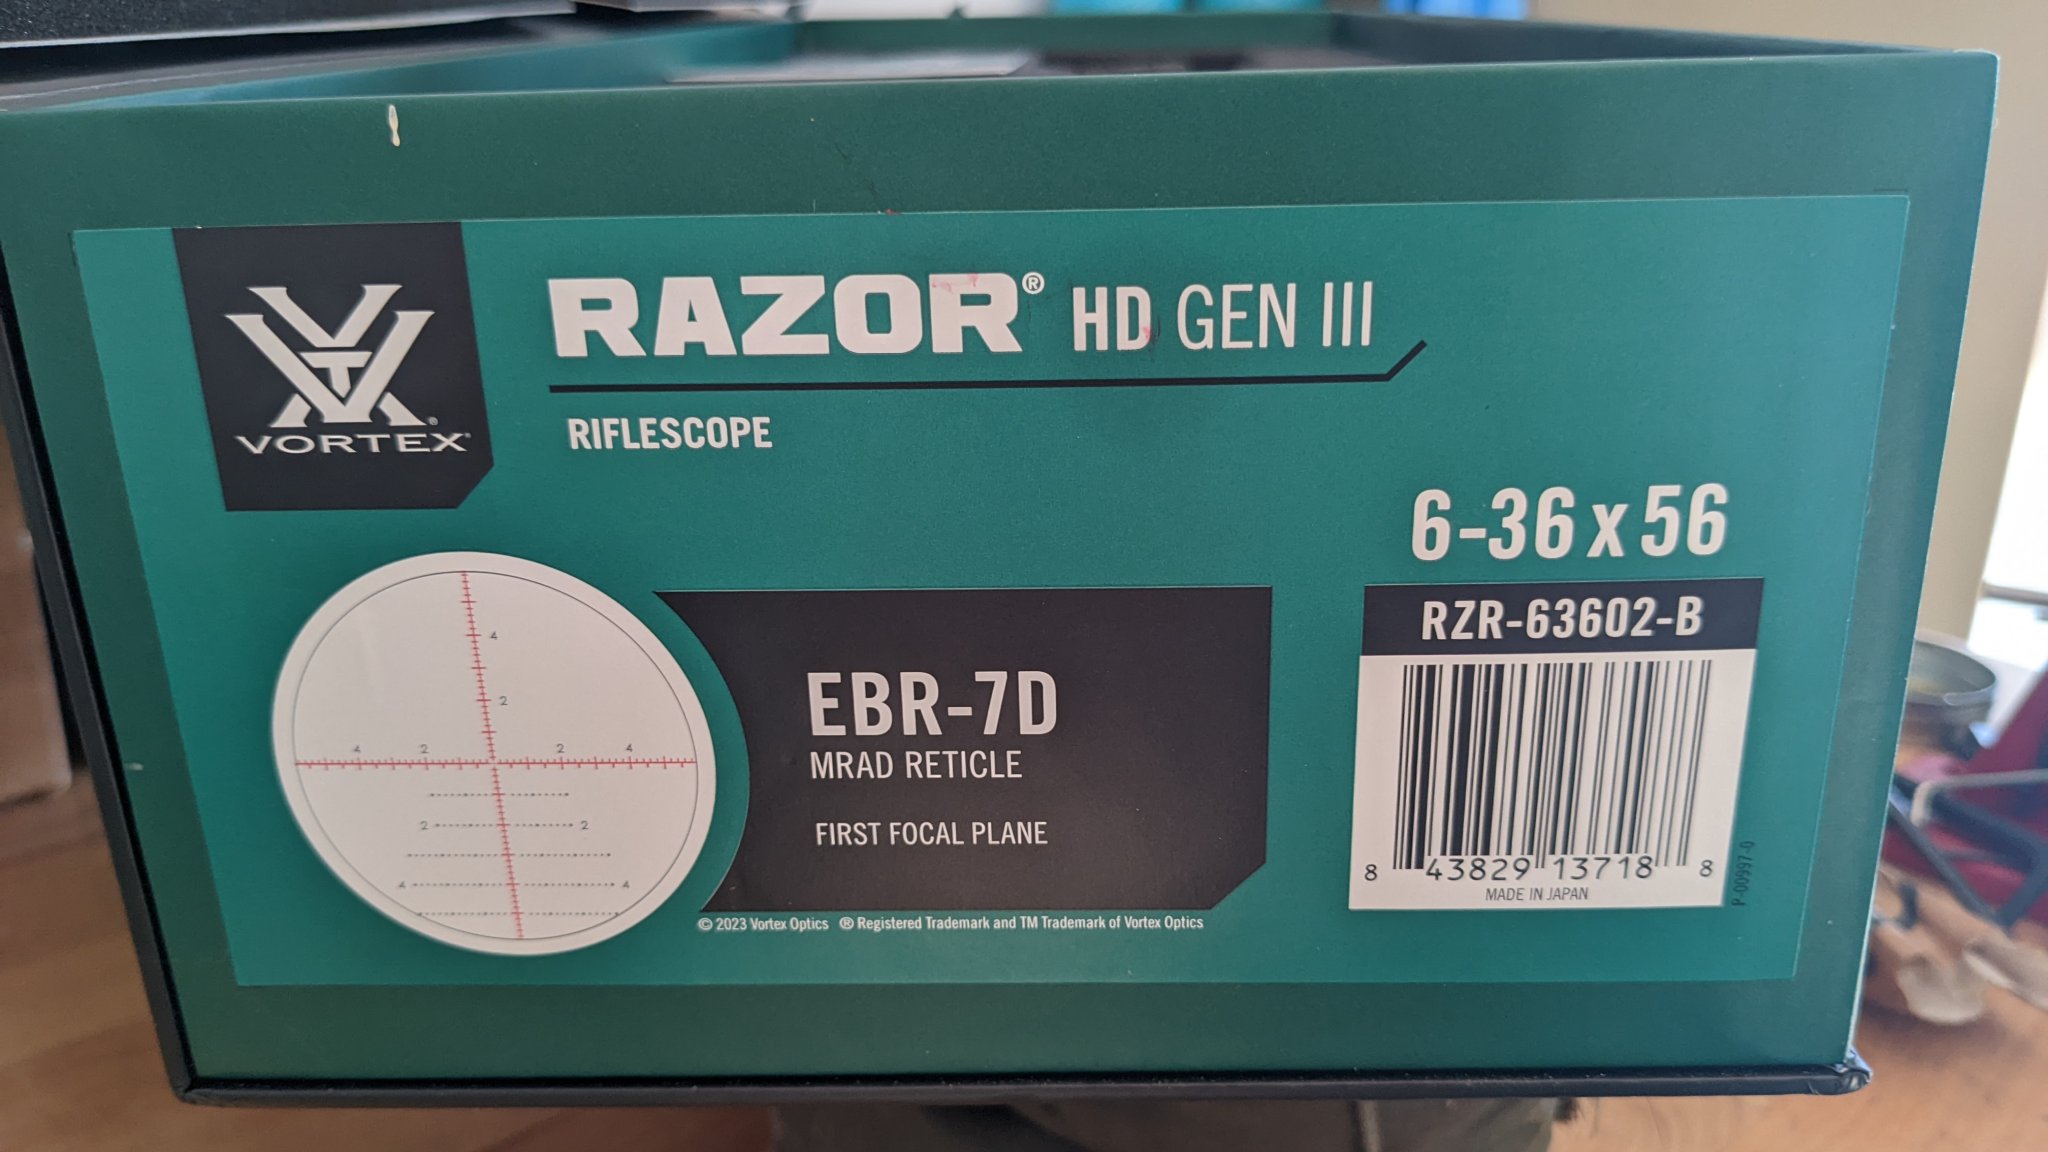 VORTEX®
RAZOR® HD GEN III
RIFLESCOPE
6-36 x 56
RZR-63602-B
4
2
4 2 2 4
2 2
4 4
EBR-7D
MRAD RETICLE
FIRST FOCAL PLANE
8 43829 13718 8
MADE IN JAPAN
P-00997-0
© 2023 Vortex Optics ® Registered Trademark and TM Trademark of Vortex Optics